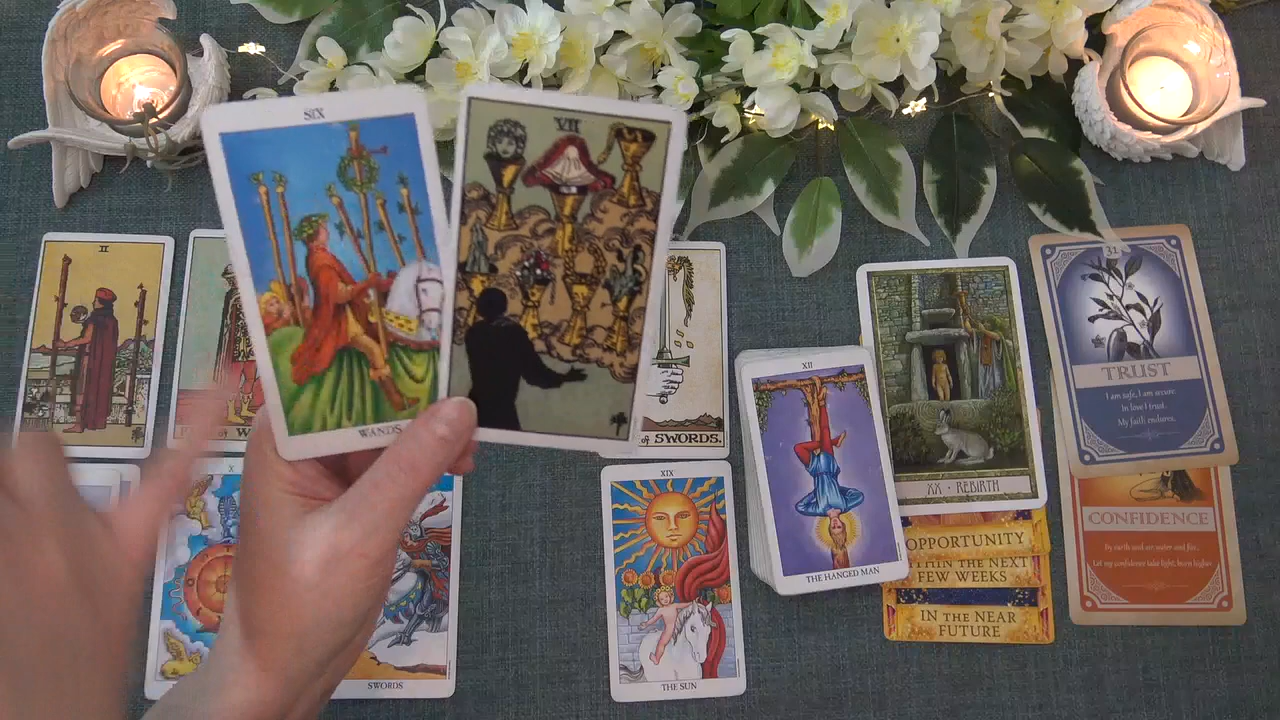 SIX
WANDS
VII
II
OF SWORDS.
X
SWORDS
XIX
THE SUN
XII
THE HANGED MAN
XX • REBIRTH
OPPORTUNITY
WITHIN THE NEXT
FEW WEEKS
IN THE NEAR
FUTURE
31
TRUST
I am safe, I am secure.
In love I trust.
My faith endures.
CONFIDENCE
By earth and air water and fire,
Let my confidence take light, burn higher